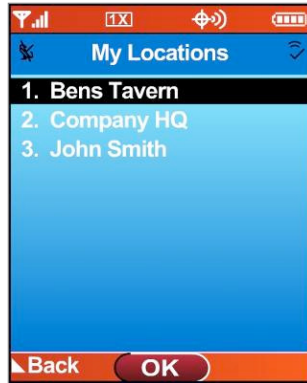 1X
My Locations
1. Bens Tavern
2. Company HQ
3. John Smith
Back OK